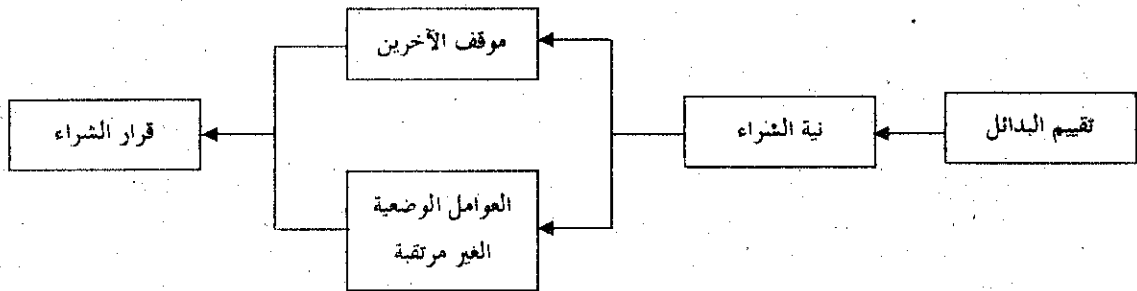 تقييم البدائل
نية الشراء
موقف الآخرين
العوامل الوضعية
الغير مرتقبة
قرار الشراء